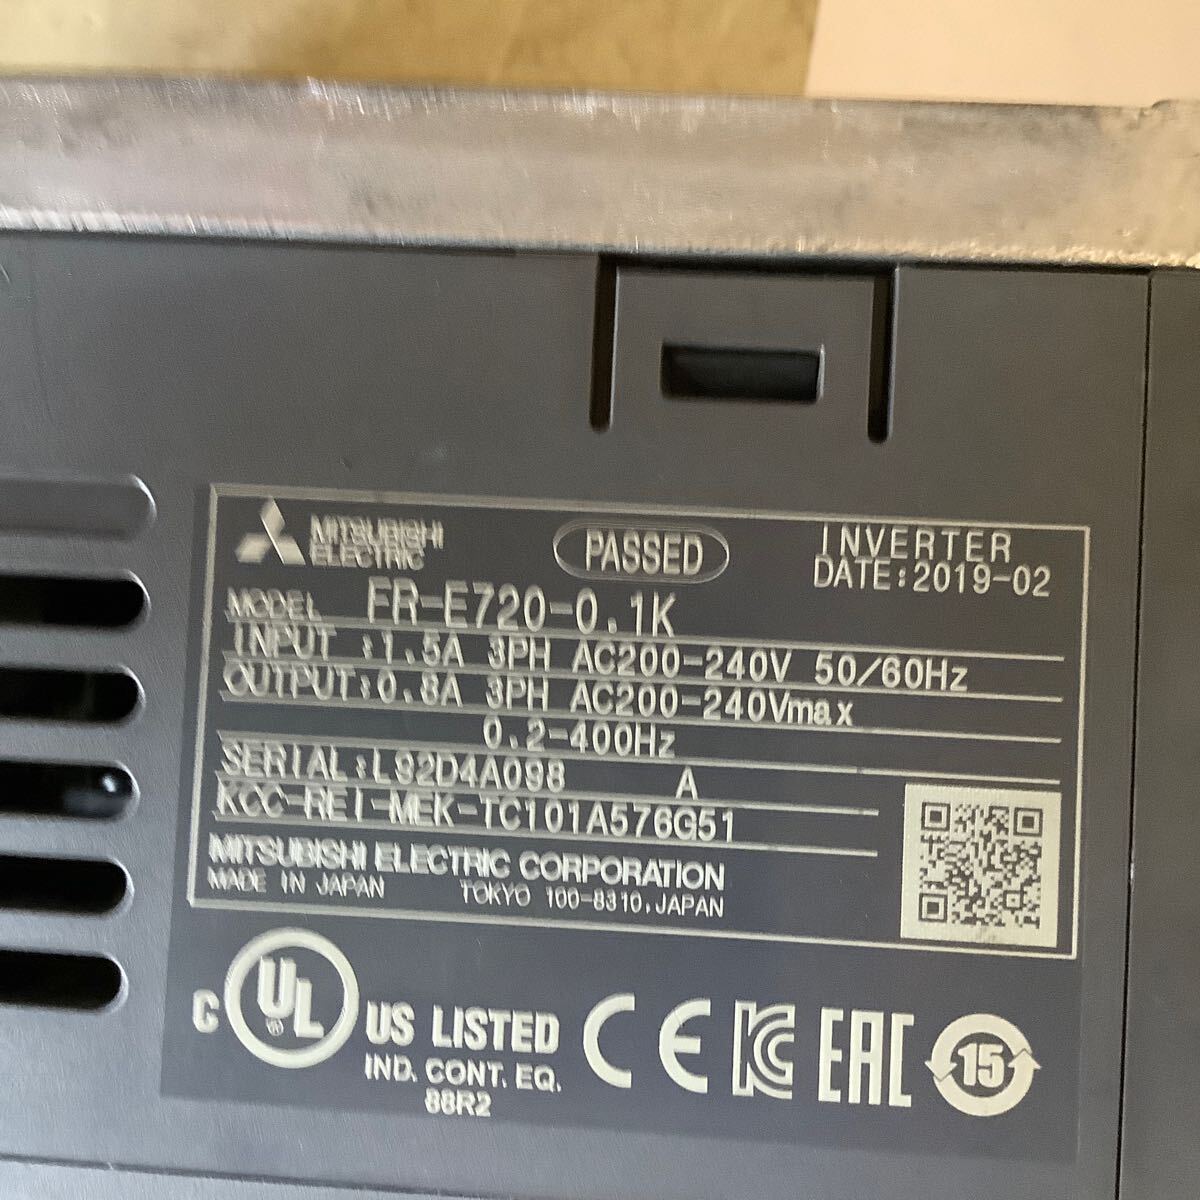 MITSUBISHI ELECTRIC
PASSED
INVERTER
DATE:2019-02
MODEL FR-E720-0.1K
INPUT :1.5A 3PH AC200-240V 50/60Hz
OUTPUT:0.8A 3PH AC200-240Vmax
0.2-400Hz
SERIAL:L92D4A098 A
KCC-REI-MEK-TC101A576G51
MITSUBISHI ELECTRIC CORPORATION
MADE IN JAPAN TOKYO 100-8310,JAPAN
C UL ® US LISTED
IND. CONT. EQ.
88R2
CE KC EAC 15